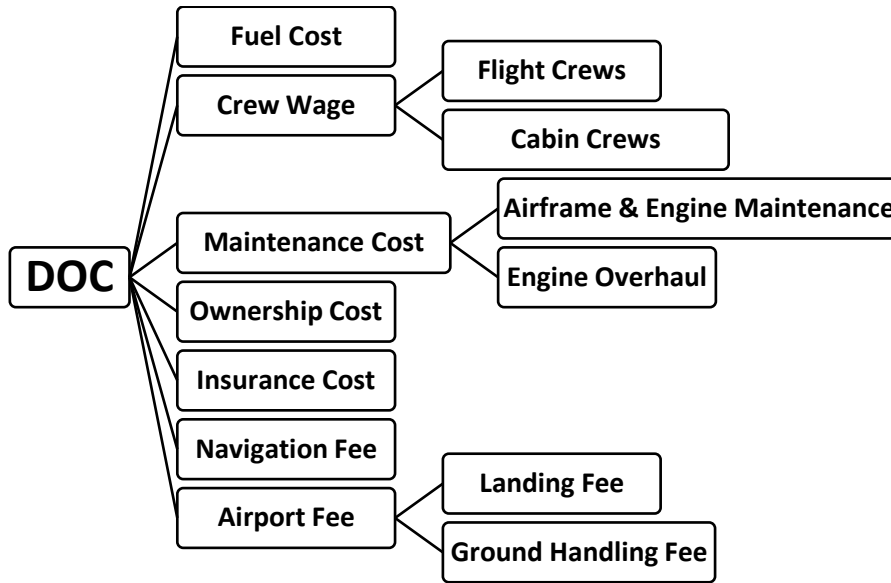 Fuel Cost
Flight Crews
Crew Wage
Cabin Crews
Airframe & Engine Maintenance
Maintenance Cost
DOC
Engine Overhaul
Ownership Cost
Insurance Cost
Navigation Fee
Landing Fee
Airport Fee
Ground Handling Fee